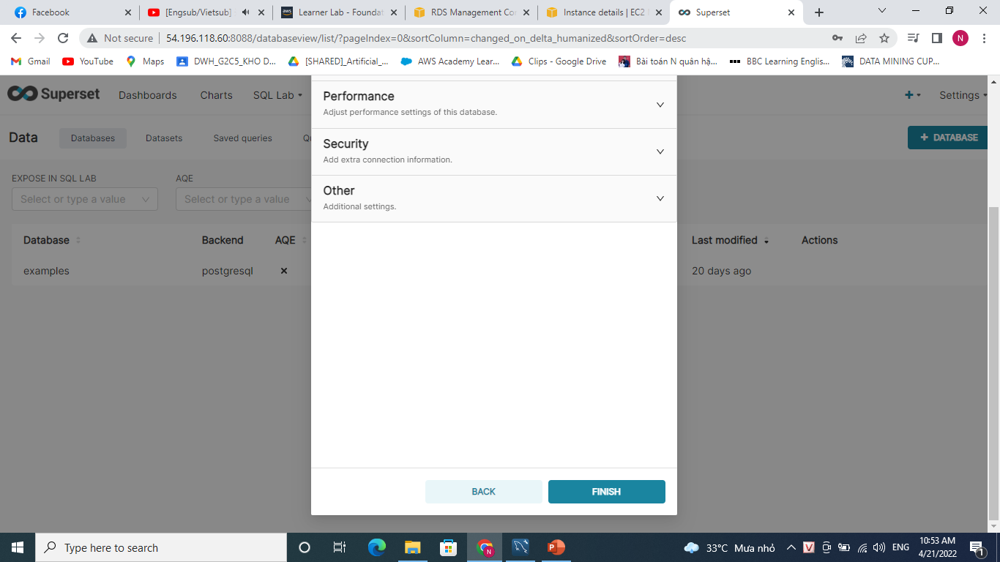 Facebook
[Engsub/Vietsub]
Learner Lab - Foundat
RDS Management Con
Instance details | EC2
Superset
Not secure
54.196.118.60:8088/databaseview/list/?pageIndex=0&sortColumn=changed_on_delta_humanized&sortOrder=desc
N
Gmail
YouTube
Maps
DWH_G2C5_KHO D...
[SHARED]_Artificial_...
AWS Academy Lear...
Clips - Google Drive
Bài toán N quân hậ...
BBC Learning Englis...
DATA MINING CUP...
Superset
Dashboards
Charts
SQL Lab
Settings
Data
Databases
Datasets
Saved queries
+ DATABASE
EXPOSE IN SQL LAB
AQE
Select or type a value
Select or type a value
Database
Backend
AQE
Last modified
Actions
examples
postgresql
20 days ago
Performance
Adjust performance settings of this database.
Security
Add extra connection information.
Other
Additional settings.
BACK
FINISH
Type here to search
33°C Mưa nhỏ
ENG
10:53 AM
4/21/2022
1